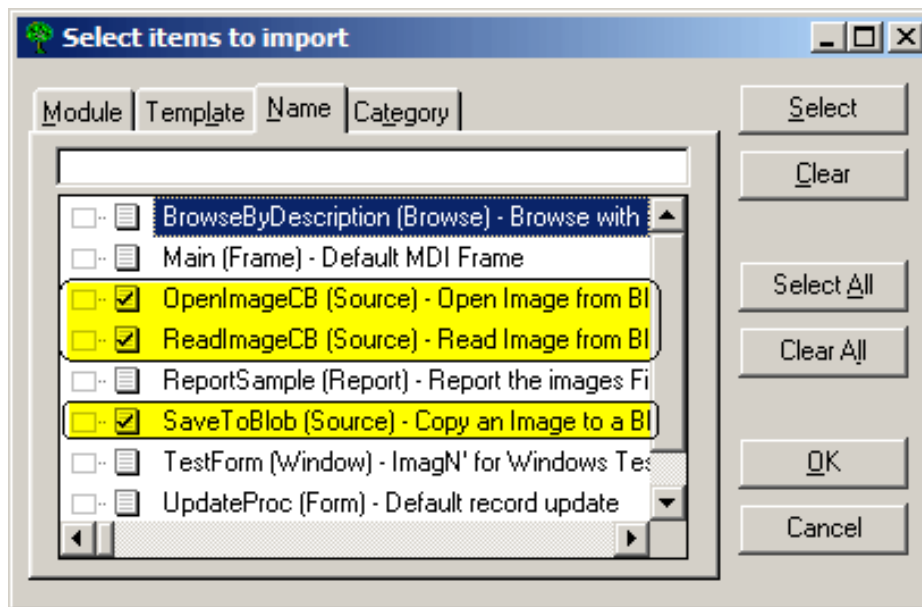 Select items to import
Module Template Name Category
Select
Clear
BrowseByDescription (Browse) - Browse with
Main (Frame) - Default MDI Frame
OpenImageCB (Source) - Open Image from Bl
ReadImageCB (Source) - Read Image from Bl
ReportSample (Report) - Report the images Fi
SaveToBlob (Source) - Copy an Image to a Bl
TestForm (Window) - ImagN' for Windows Tes
UpdateProc (Form) - Default record update
Select All
Clear All
OK
Cancel